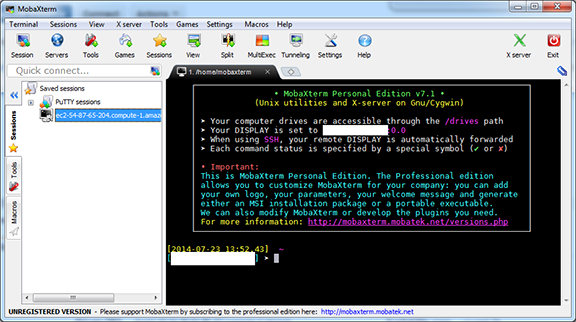 MobaXterm
Terminal Sessions View X server Tools Games Settings Macros Help
Session Servers Tools Games Sessions View Split MultiExec Tunneling Settings Help X server Exit
Quick connect...
1. /home/mobaxterm
Saved sessions
PuTTY sessions
ec2-54-87-65-204.compute-1.amazo
Sessions
Tools
Macros
• MobaXterm Personal Edition v7.1 •
(Unix utilities and X-server on Gnu/Cygwin)
➤ Your computer drives are accessible through the /drives path
➤ Your DISPLAY is set to :0.0
➤ When using SSH, your remote DISPLAY is automatically forwarded
➤ Each command status is specified by a special symbol (✓ or ✗)
• Important:
This is MobaXterm Personal Edition. The Professional edition
allows you to customize MobaXterm for your company: you can add
your own logo, your parameters, your welcome message and generate
either an MSI installation package or a portable executable.
We can also modify MobaXterm or develop the plugins you need.
For more information: http://mobaxterm.mobatek.net/versions.php
[2014-07-23 13:52.43] ~
[ ] ➤
UNREGISTERED VERSION - Please support MobaXterm by subscribing to the professional edition here: http://mobaxterm.mobatek.net